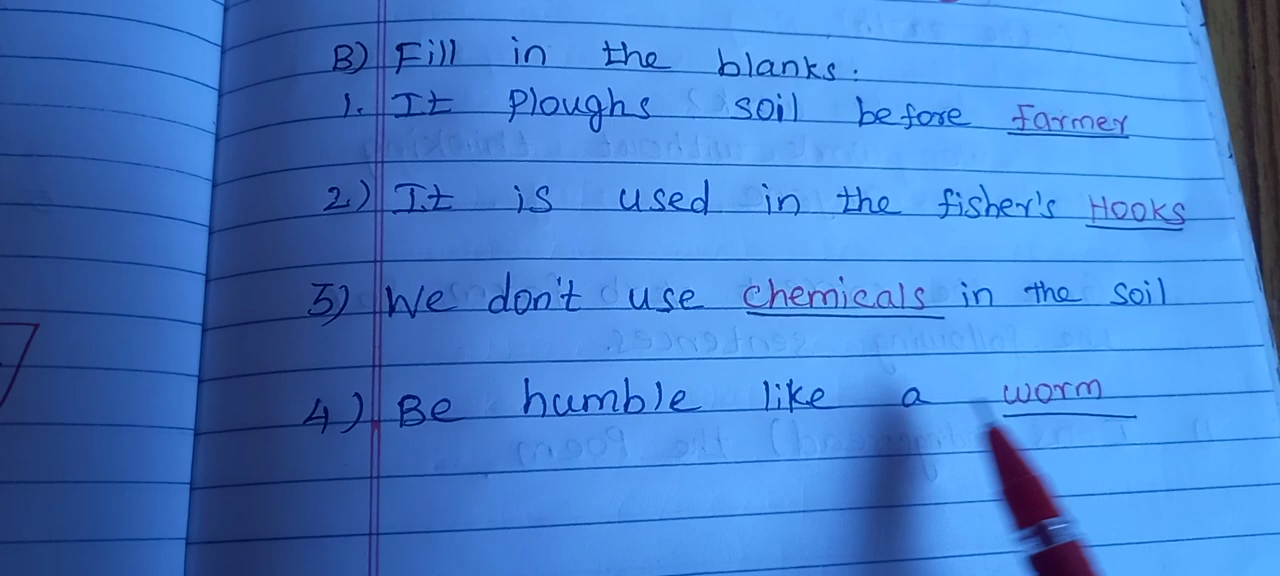 B) Fill in the blanks.
1. It Ploughs soil before Farmer
2) It is used in the fisher's HOOKS
3) We don't use chemicals in the soil
4) Be humble like a worm